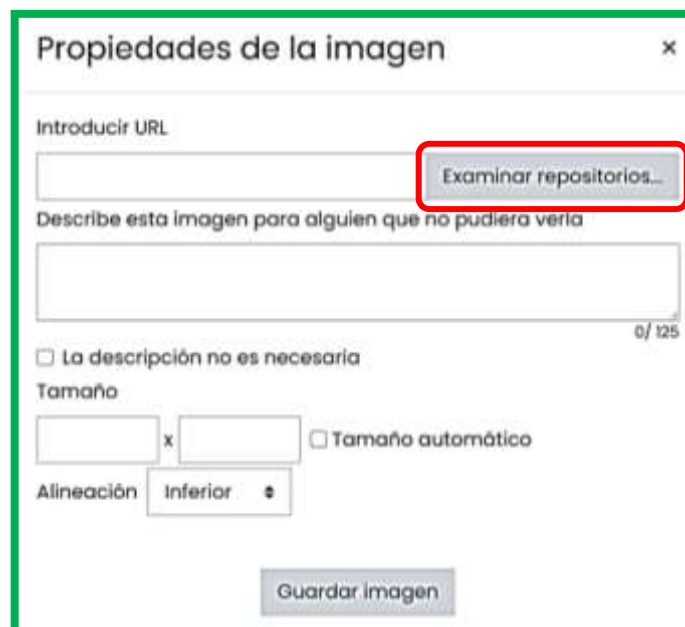 Propiedades de la imagen ×
Introducir URL
Examinar repositorios...
Describe esta imagen para alguien que no pudiera verla
0/125
La descripción no es necesaria
Tamaño
x Tamaño automático
Alineación Inferior
Guardar imagen